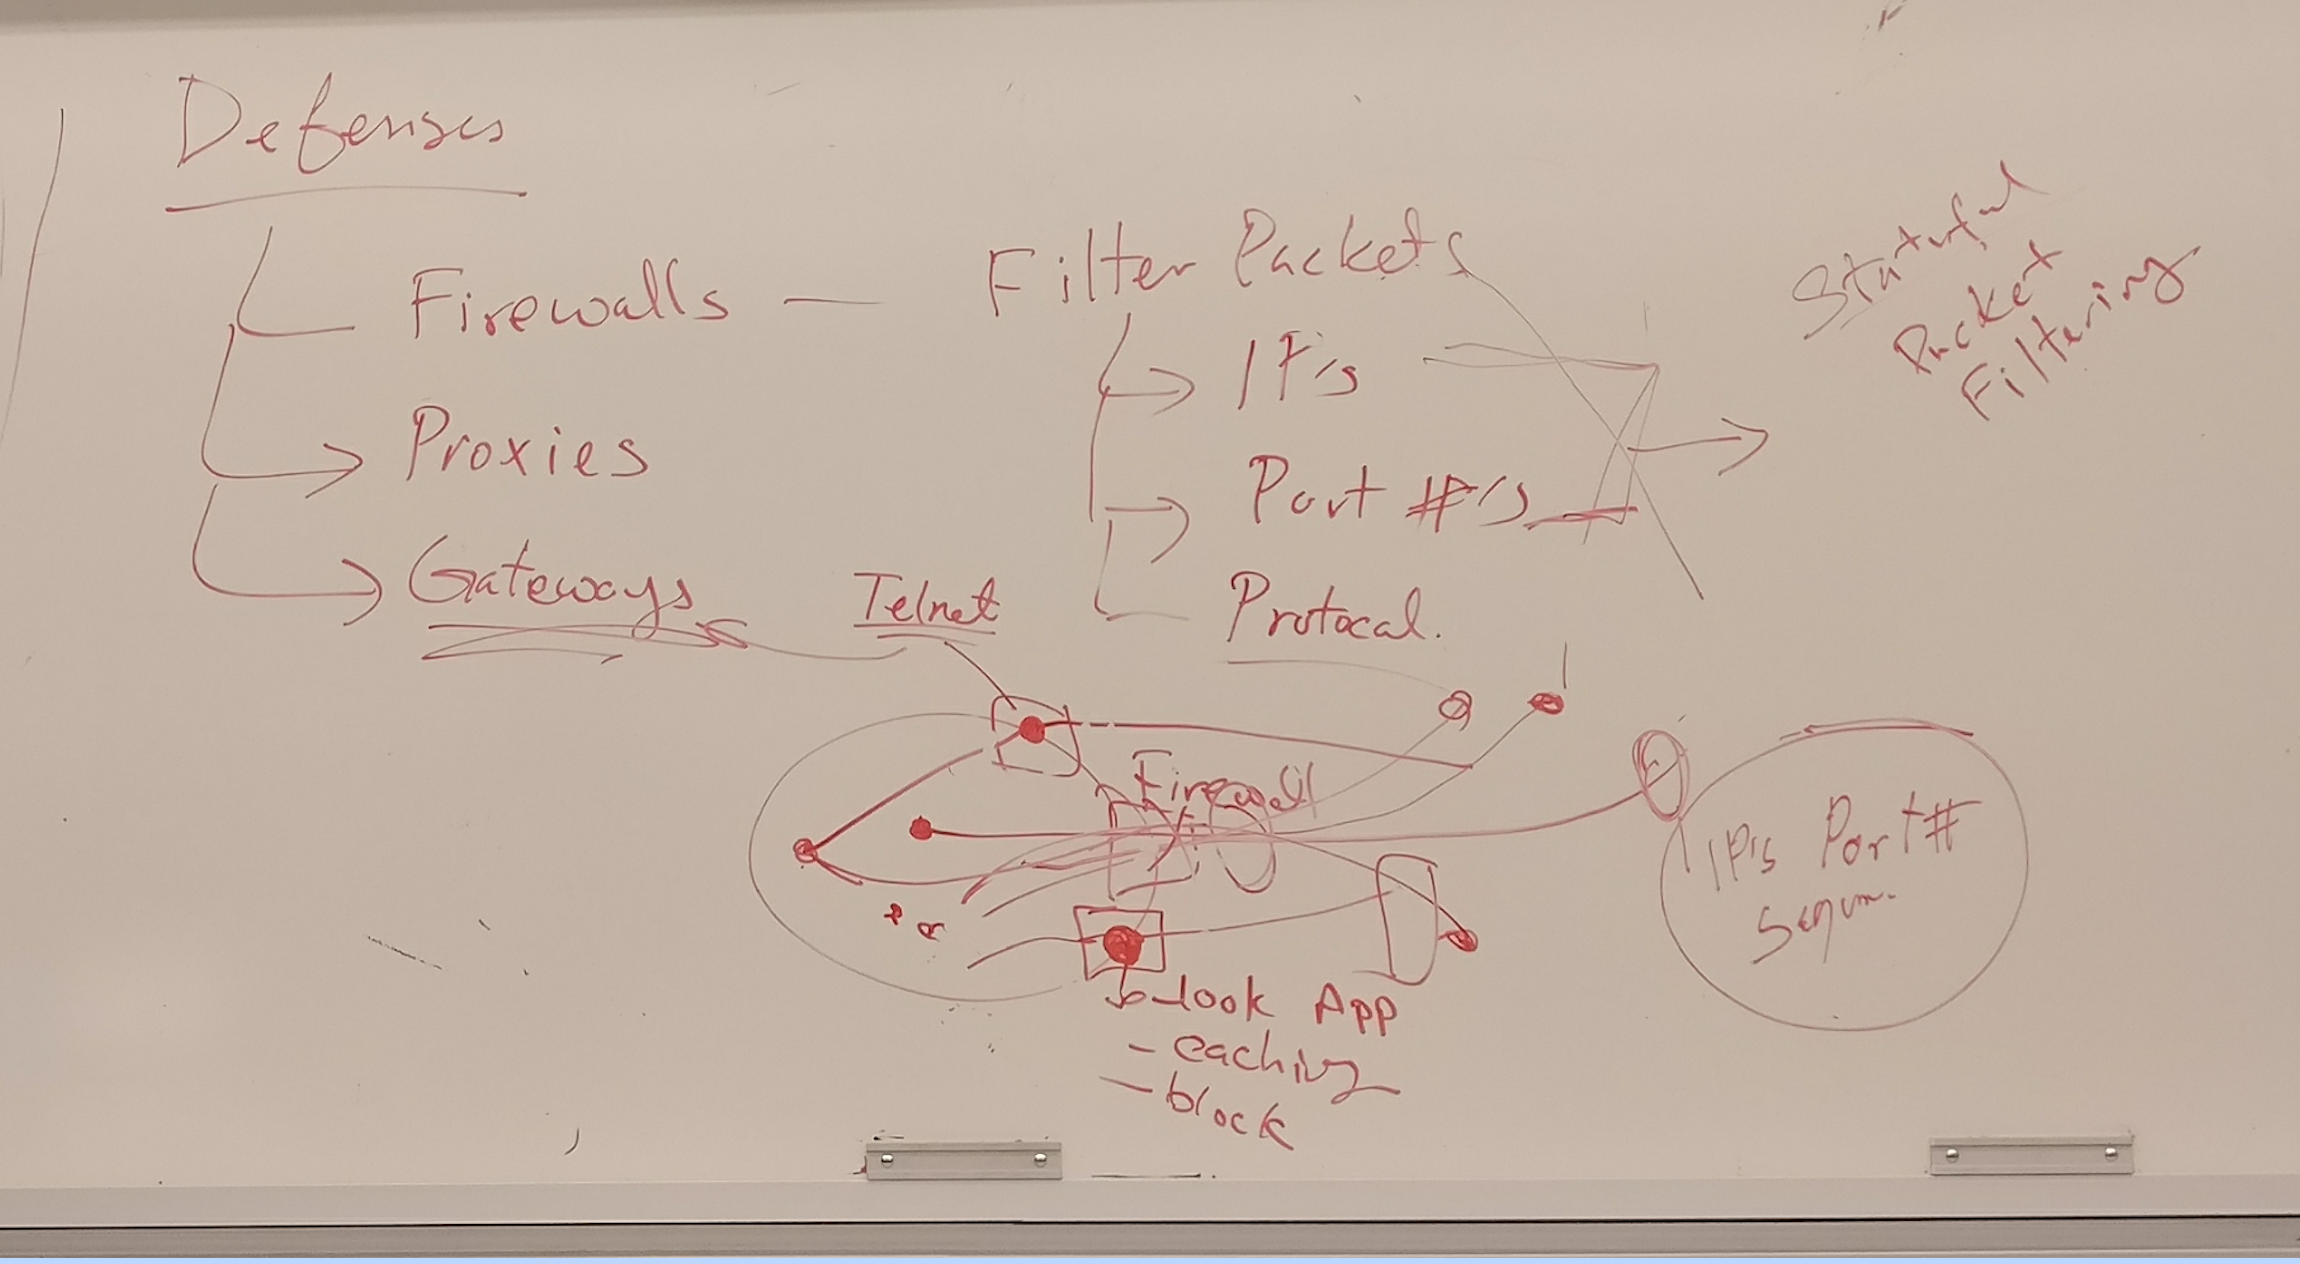 Defenses
Firewalls — Filter Packets
IP's
Port #'s
Protocal.
Stateful
Packet
Filtering
Proxies
Gateways
Telnet
Firewall
IP's Port#
Sequm.
look App
- caching
- block